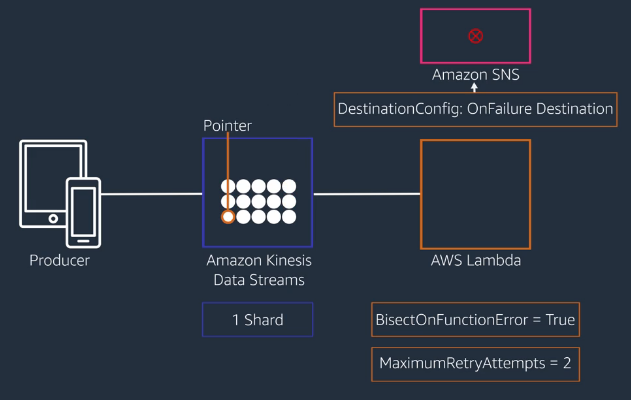 Amazon SNS
DestinationConfig: OnFailure Destination
Pointer
Producer
Amazon Kinesis
Data Streams
AWS Lambda
1 Shard
BisectOnFunctionError = True
MaximumRetryAttempts = 2